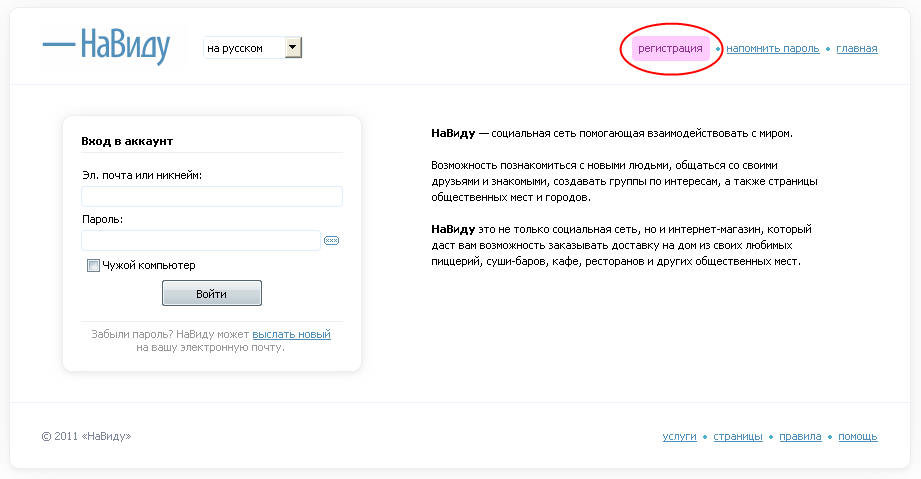 — НаВиду
на русском
регистрация • напомнить пароль • главная
Вход в аккаунт
Эл. почта или никнейм:
Пароль:
xxx
Чужой компьютер
Войти
Забыли пароль? НаВиду может выслать новый
на вашу электронную почту.
НаВиду — социальная сеть помогающая взаимодействовать с миром.
Возможность познакомиться с новыми людьми, общаться со своими
друзьями и знакомыми, создавать группы по интересам, а также страницы
общественных мест и городов.
НаВиду это не только социальная сеть, но и интернет-магазин, который
даст вам возможность заказывать доставку на дом из своих любимых
пиццерий, суши-баров, кафе, ресторанов и других общественных мест.
© 2011 «НаВиду»
услуги • страницы • правила • помощь